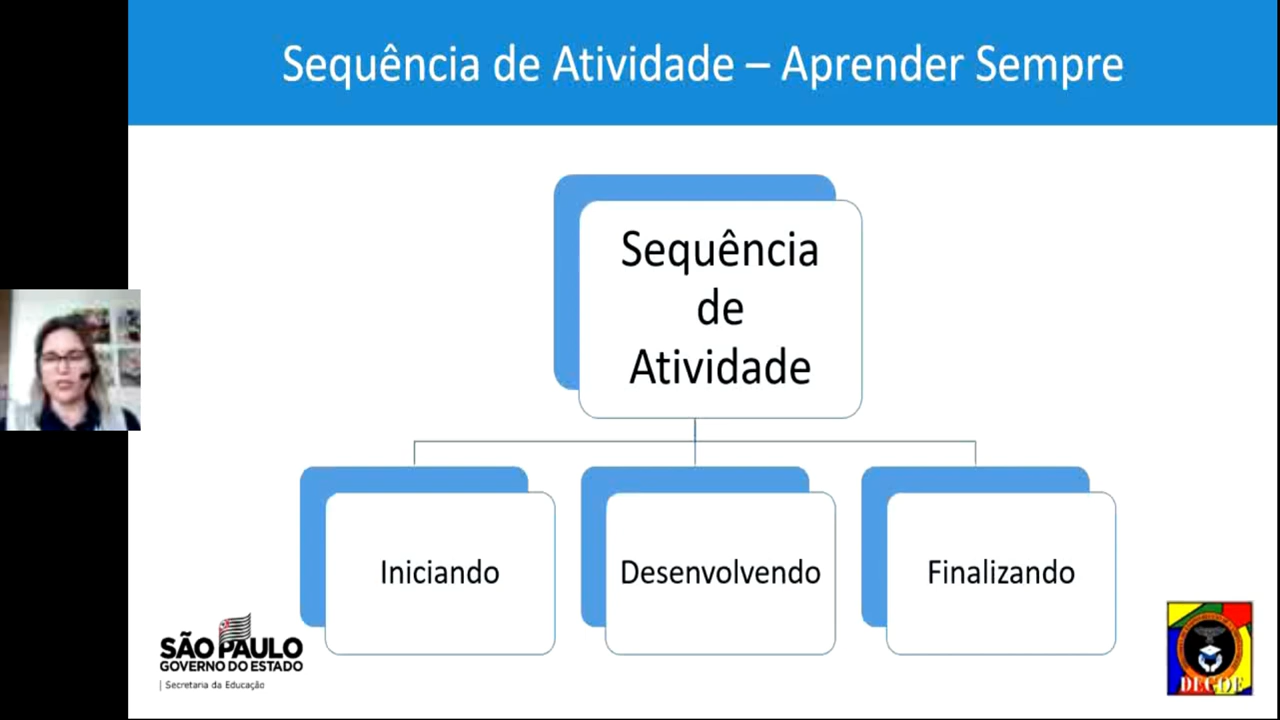 Sequência de Atividade – Aprender Sempre
Sequência
de
Atividade
Iniciando
Desenvolvendo
Finalizando
SÃO PAULO
GOVERNO DO ESTADO
| Secretaria da Educação